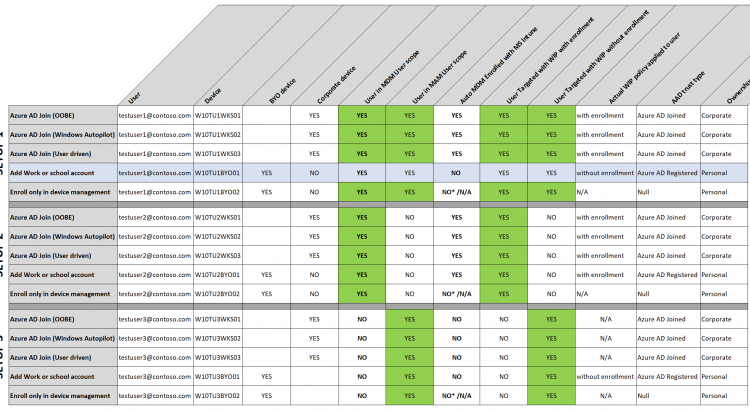 User Device BYO device Corporate device User in MDM User scope User in MAM User scope Auto MDM Enrolled with MS Intune User Targeted with WIP with enrollment User Targeted with WIP without enrollment Actual WIP policy applied to user AAD trust type
Azure AD Join (OOBE) testuser1@contoso.com W10TU1WKS01 YES YES YES YES YES YES with enrollment Azure AD Joined Corporate
Azure AD Join (Windows Autopilot) testuser1@contoso.com W10TU1WKS02 YES YES YES YES YES YES with enrollment Azure AD Joined Corporate
Azure AD Join (User driven) testuser1@contoso.com W10TU1WKS03 YES YES YES YES YES YES with enrollment Azure AD Joined Corporate
Add Work or school account testuser1@contoso.com W10TU1BYO01 YES NO YES YES NO YES YES without enrollment Azure AD Registered Personal
Enroll only in device management testuser1@contoso.com W10TU1BYO02 YES NO YES YES NO* /N/A YES YES N/A Null Personal
Azure AD Join (OOBE) testuser2@contoso.com W10TU2WKS01 YES YES NO YES YES NO with enrollment Azure AD Joined Corporate
Azure AD Join (Windows Autopilot) testuser2@contoso.com W10TU2WKS02 YES YES NO YES YES NO with enrollment Azure AD Joined Corporate
Azure AD Join (User driven) testuser2@contoso.com W10TU2WKS03 YES YES NO YES YES NO with enrollment Azure AD Joined Corporate
Add Work or school account testuser2@contoso.com W10TU2BYO01 YES NO YES NO YES YES NO with enrollment Azure AD Registered Personal
Enroll only in device management testuser2@contoso.com W10TU2BYO02 YES NO YES NO NO* /N/A YES NO N/A Null Personal
Azure AD Join (OOBE) testuser3@contoso.com W10TU3WKS01 YES NO YES NO NO YES N/A Azure AD Joined Corporate
Azure AD Join (Windows Autopilot) testuser3@contoso.com W10TU3WKS02 YES NO YES NO NO YES N/A Azure AD Joined Corporate
Azure AD Join (User driven) testuser3@contoso.com W10TU3WKS03 YES NO YES NO NO YES N/A Azure AD Joined Corporate
Add Work or school account testuser3@contoso.com W10TU3BYO01 YES NO YES NO NO YES without enrollment Azure AD Registered Personal
Enroll only in device management testuser3@contoso.com W10TU3BYO02 YES NO YES NO* /N/A NO YES N/A Null Personal